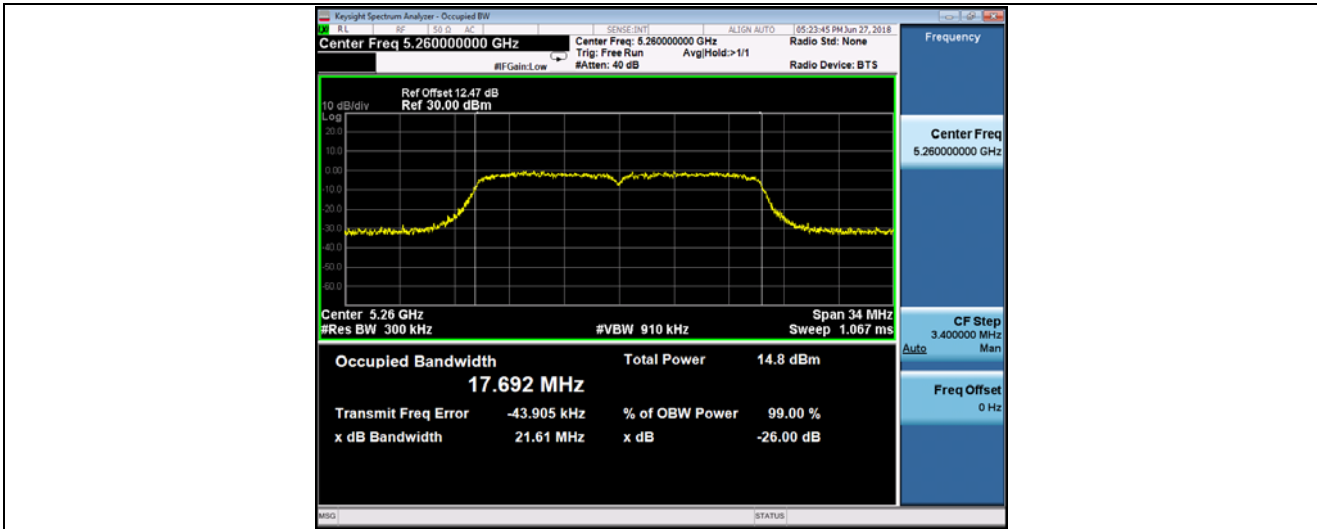 Keysight Spectrum Analyzer - Occupied BW
RL RF 50 Ω AC SENSE:INT ALIGN AUTO 05:23:45 PM Jun 27, 2018
Center Freq 5.260000000 GHz
Center Freq: 5.260000000 GHz
Radio Std: None
Trig: Free Run Avg|Hold:>1/1
#IFGain:Low #Atten: 40 dB
Radio Device: BTS
Frequency
Ref Offset 12.47 dB
10 dB/div Ref 30.00 dBm
Log
20.0
10.0
0.00
-10.0
-20.0
-30.0
-40.0
-50.0
-60.0
Center 5.26 GHz Span 34 MHz
#Res BW 300 kHz #VBW 910 kHz Sweep 1.067 ms
Occupied Bandwidth Total Power 14.8 dBm
17.692 MHz
Transmit Freq Error -43.905 kHz % of OBW Power 99.00 %
x dB Bandwidth 21.61 MHz x dB -26.00 dB
Center Freq
5.260000000 GHz
CF Step
3.400000 MHz
Auto Man
Freq Offset
0 Hz
MSG STATUS